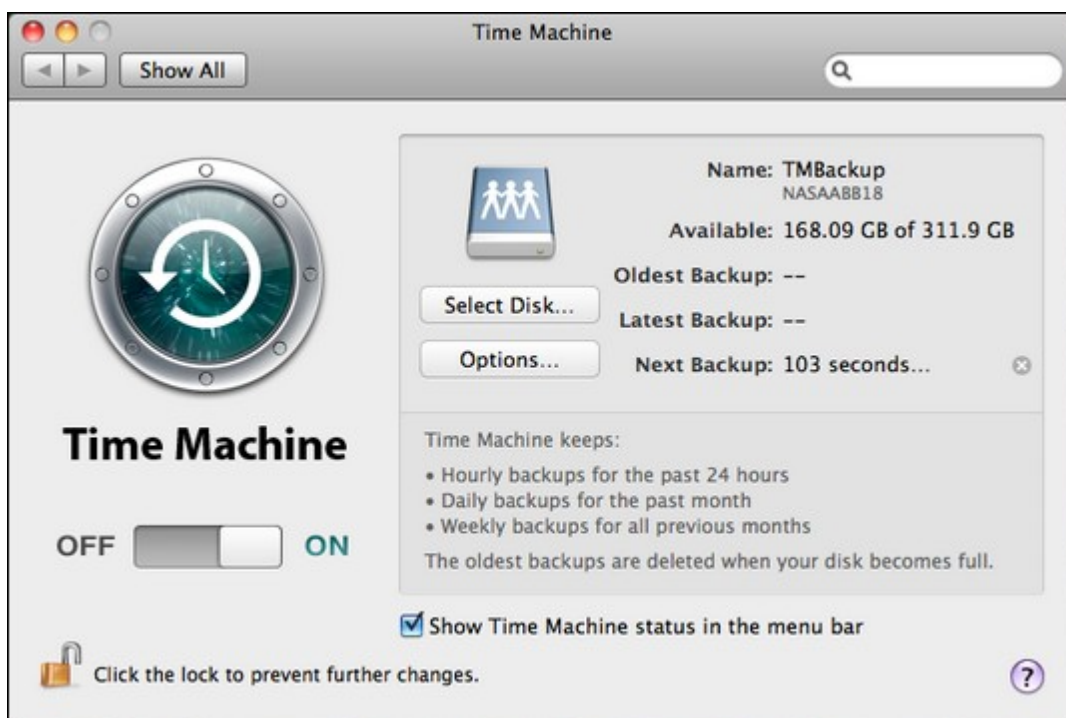 Time Machine
Show All
Name: TMBackup
NASAABB18
Available: 168.09 GB of 311.9 GB
Oldest Backup: --
Select Disk...
Latest Backup: --
Options...
Next Backup: 103 seconds...
Time Machine
Time Machine keeps:
• Hourly backups for the past 24 hours
• Daily backups for the past month
• Weekly backups for all previous months
The oldest backups are deleted when your disk becomes full.
OFF ON
Show Time Machine status in the menu bar
Click the lock to prevent further changes.
?